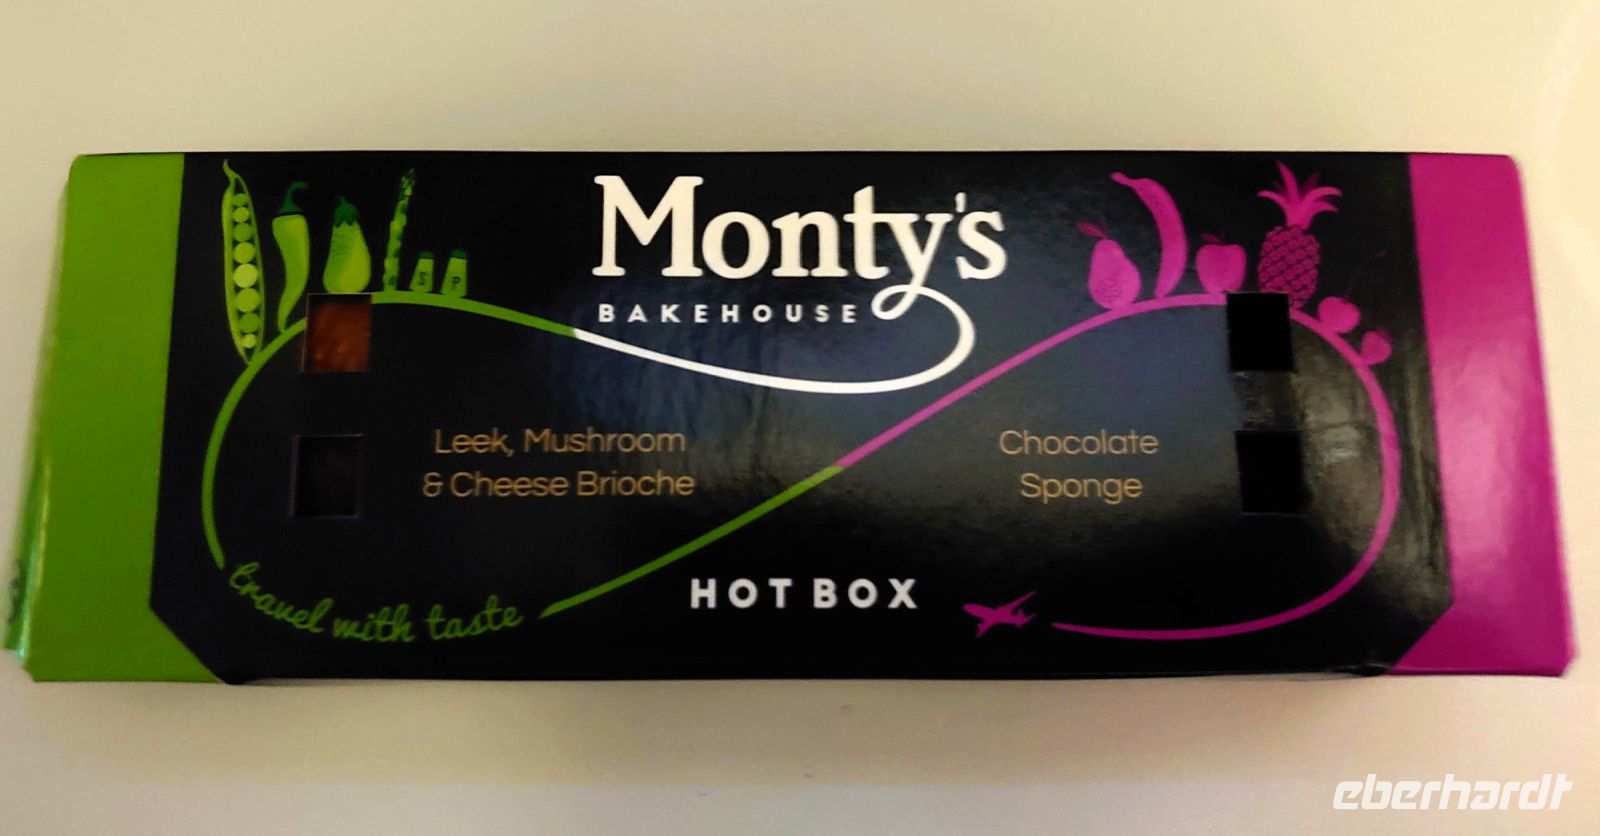 Monty's
BAKEHOUSE
S P
Leek, Mushroom
& Cheese Brioche
Chocolate
Sponge
travel with taste
HOT BOX
eberhardt